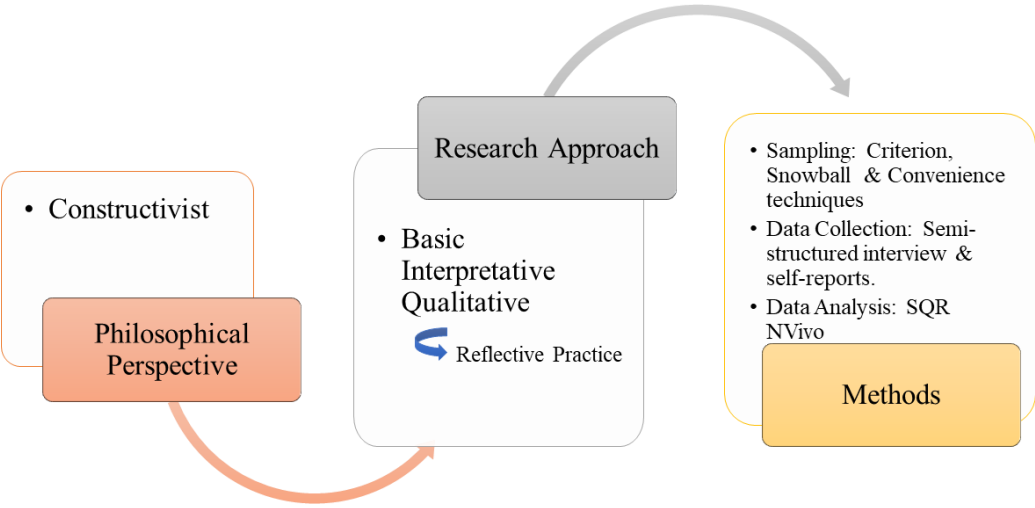 • Constructivist
Philosophical
Perspective
Research Approach
• Basic
Interpretative
Qualitative
Reflective Practice
• Sampling: Criterion,
Snowball & Convenience
techniques
• Data Collection: Semi-
structured interview &
self-reports.
• Data Analysis: SQR
NVivo
Methods